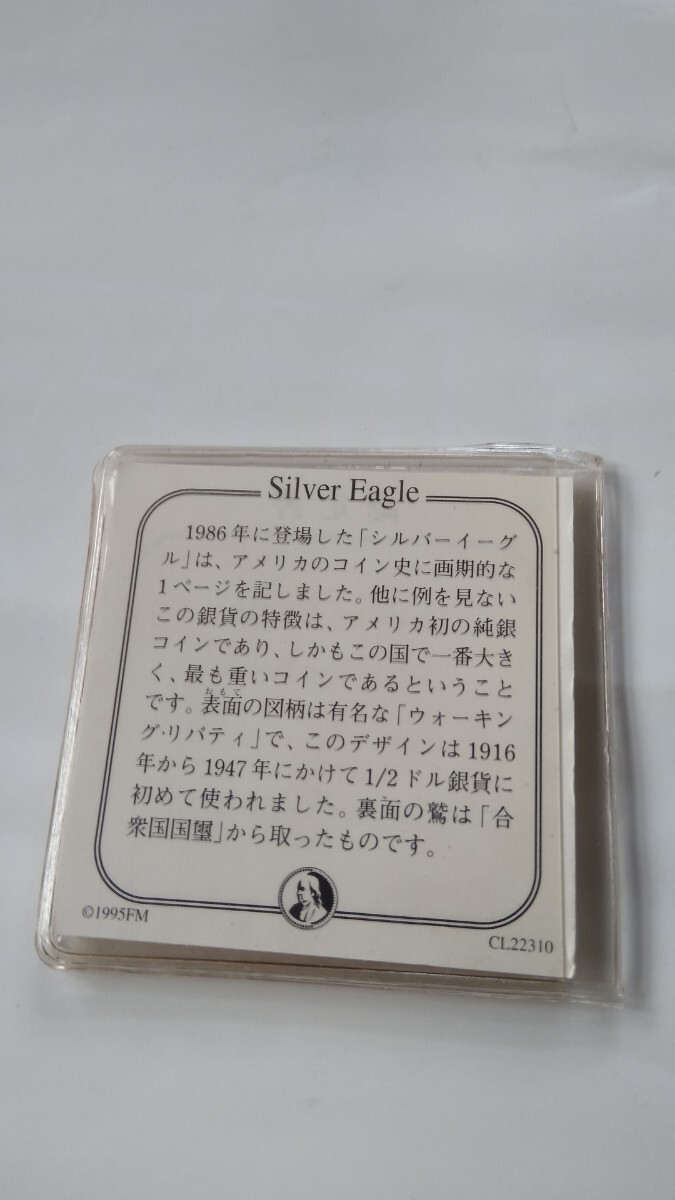 Silver Eagle
1986年に登場した「シルバーイーグ
ル」は、アメリカのコイン史に画期的な
1ページを記しました。他に例を見ない
この銀貨の特徴は、アメリカ初の純銀
コインであり、しかもこの国で一番大き
く、最も重いコインであるということ
おもて
です。表面の図柄は有名な「ウォーキン
グ・リバティ」で、このデザインは1916
年から1947年にかけて1/2ドル銀貨に
初めて使われました。裏面の鷲は「合
衆国国璽」から取ったものです。
©1995FM
CL22310